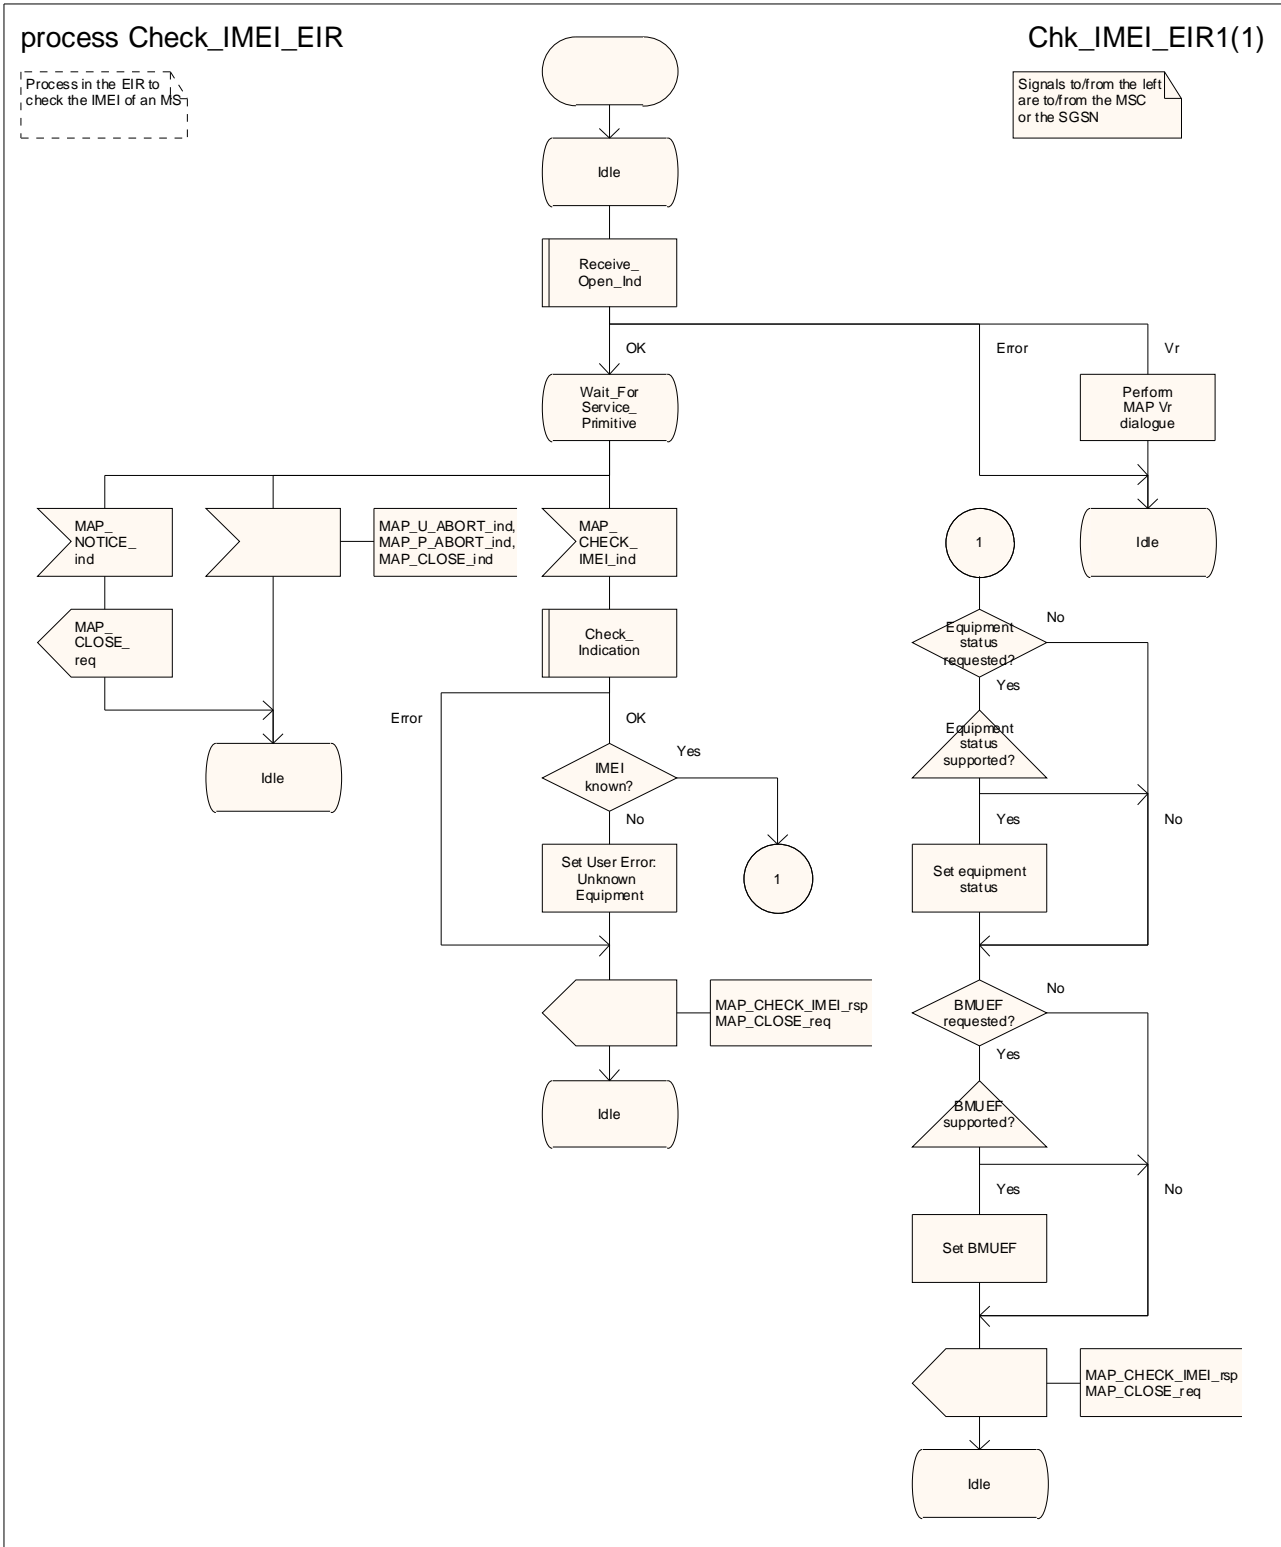 process Check_IMEI_EIR
Chk_IMEI_EIR1(1)
Process in the EIR to
check the IMEI of an MS
Signals to/from the left
are to/from the MSC
or the SGSN
Idle
Receive_
Open_Ind
OK
Error
Vr
Wait_For
Service_
Primitive
Perform
MAP Vr
dialogue
Idle
MAP_
NOTICE_
ind
MAP_U_ABORT_ind,
MAP_P_ABORT_ind,
MAP_CLOSE_ind
MAP_
CHECK_
IMEI_ind
MAP_
CLOSE_
req
Idle
Check_
Indication
Error
OK
IMEI
known?
Yes
No
Set User Error:
Unknown
Equipment
1
MAP_CHECK_IMEI_rsp
MAP_CLOSE_req
Idle
1
Equipment
status
requested?
No
Yes
Equipment
status
supported?
Yes
No
Set equipment
status
BMUEF
requested?
No
Yes
BMUEF
supported?
Yes
No
Set BMUEF
MAP_CHECK_IMEI_rsp
MAP_CLOSE_req
Idle